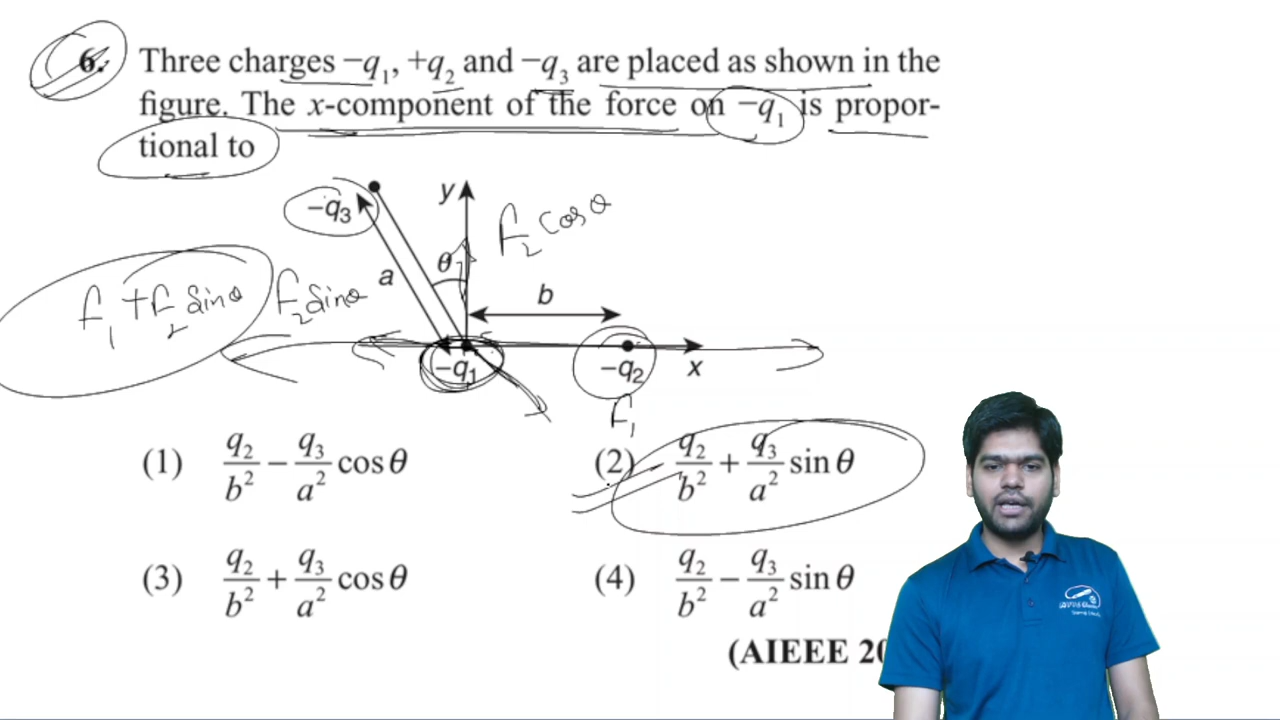 6. Three charges −q₁, +q₂ and −q₃ are placed as shown in the
figure. The x-component of the force on −q₁ is propor-
tional to
−q₃
y
F₂ cos θ
θ
a
b
F₁ + F₂ sin θ
F₂ sin θ
−q₁
−q₂
x
F₁
(1) q₂/b² − q₃/a² cos θ
(2) q₂/b² + q₃/a² sin θ
(3) q₂/b² + q₃/a² cos θ
(4) q₂/b² − q₃/a² sin θ
(AIEEE 20